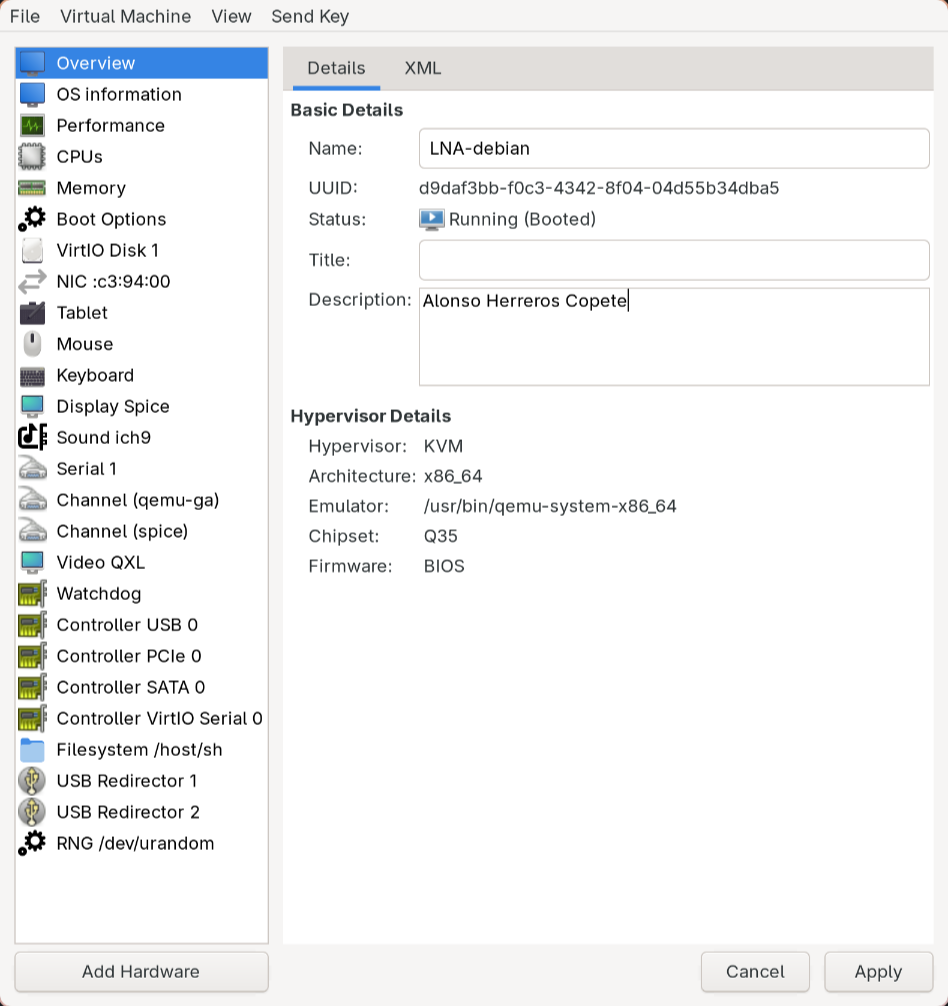 File Virtual Machine View Send Key
Overview
OS information
Performance
CPUs
Memory
Boot Options
VirtIO Disk 1
NIC :c3:94:00
Tablet
Mouse
Keyboard
Display Spice
Sound ich9
Serial 1
Channel (qemu-ga)
Channel (spice)
Video QXL
Watchdog
Controller USB 0
Controller PCIe 0
Controller SATA 0
Controller VirtIO Serial 0
Filesystem /host/sh
USB Redirector 1
USB Redirector 2
RNG /dev/urandom
Add Hardware
Details XML
Basic Details
Name: LNA-debian
UUID: d9daf3bb-f0c3-4342-8f04-04d55b34dba5
Status: Running (Booted)
Title:
Description: Alonso Herreros Copete
Hypervisor Details
Hypervisor: KVM
Architecture: x86_64
Emulator: /usr/bin/qemu-system-x86_64
Chipset: Q35
Firmware: BIOS
Cancel Apply